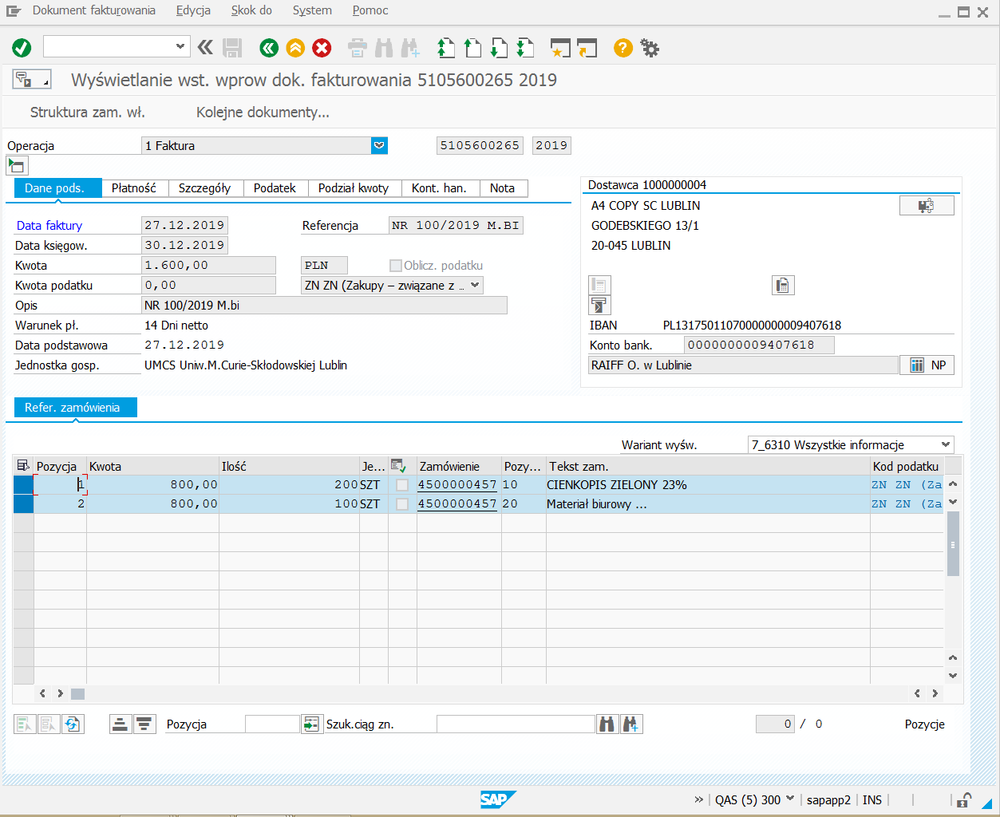 Dokument fakturowania Edycja Skok do System Pomoc
Wyświetlanie wst. wprow dok. fakturowania 5105600265 2019
Struktura zam. wł. Kolejne dokumenty...
Operacja 1 Faktura 5105600265 2019
Dane pods. Płatność Szczegóły Podatek Podział kwoty Kont. han. Nota
Data faktury 27.12.2019 Referencja NR 100/2019 M.BI
Data księgow. 30.12.2019
Kwota 1.600,00 PLN Oblicz. podatku
Kwota podatku 0,00 ZN ZN (Zakupy – związane z ...
Opis NR 100/2019 M.bi
Warunek pł. 14 Dni netto
Data podstawowa 27.12.2019
Jednostka gosp. UMCS Uniw.M.Curie-Skłodowskiej Lublin
Dostawca 1000000004
A4 COPY SC LUBLIN
GODEBSKIEGO 13/1
20-045 LUBLIN
IBAN PL13175011070000000009407618
Konto bank. 0000000009407618
RAIFF O. w Lublinie NP
Refer. zamówienia
Wariant wyśw. 7_6310 Wszystkie informacje
Pozycja Kwota Ilość Je... Zamówienie Pozy... Tekst zam. Kod podatku
1 800,00 200 SZT 4500000457 10 CIENKOPIS ZIELONY 23% ZN ZN (Za
2 800,00 100 SZT 4500000457 20 Materiał biurowy ... ZN ZN (Za
Pozycja Szuk.ciąg zn. 0 / 0 Pozycje
SAP QAS (5) 300 sapapp2 INS